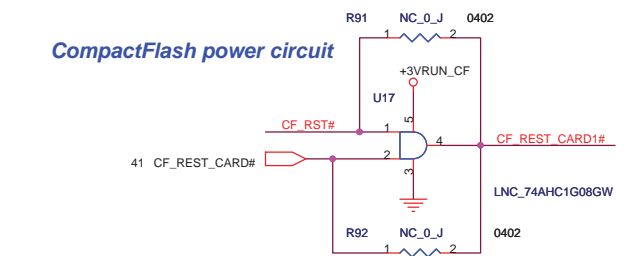 R91 NC_0_J 0402
1 2
CompactFlash power circuit
+3VRUN_CF
U17
5
CF_RST# 1
4 CF_REST_CARD1#
41 CF_REST_CARD# 2
3
LNC_74AHC1G08GW
R92 NC_0_J 0402
1 2